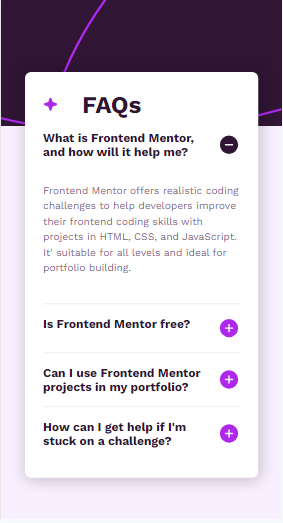 FAQs
What is Frontend Mentor,
and how will it help me?
Frontend Mentor offers realistic coding
challenges to help developers improve
their frontend coding skills with
projects in HTML, CSS, and JavaScript.
It' suitable for all levels and ideal for
portfolio building.
Is Frontend Mentor free?
Can I use Frontend Mentor
projects in my portfolio?
How can I get help if I'm
stuck on a challenge?